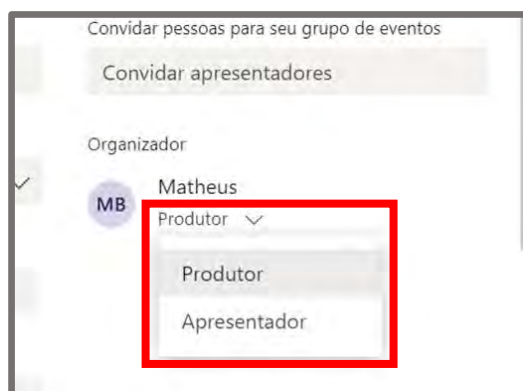 Convidar pessoas para seu grupo de eventos
Convidar apresentadores
Organizador
MB
Matheus
Produtor
Produtor
Apresentador